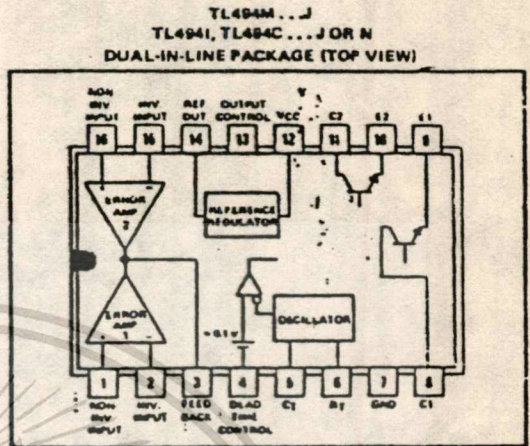 TL494M . . . J
TL494I, TL494C . . . J OR N
DUAL-IN-LINE PACKAGE (TOP VIEW)
NON INV. INPUT
INV. INPUT
REF OUT
OUTPUT CONTROL
VCC
C2
E2
E1
16
15
14
13
12
11
10
9
ERROR AMP 2
REFERENCE REGULATOR
ERROR AMP 1
≈ 0.1 V
OSCILLATOR
1
2
3
4
5
6
7
8
NON INV. INPUT
INV. INPUT
FEED BACK
DEAD TIME CONTROL
CT
RT
GND
C1